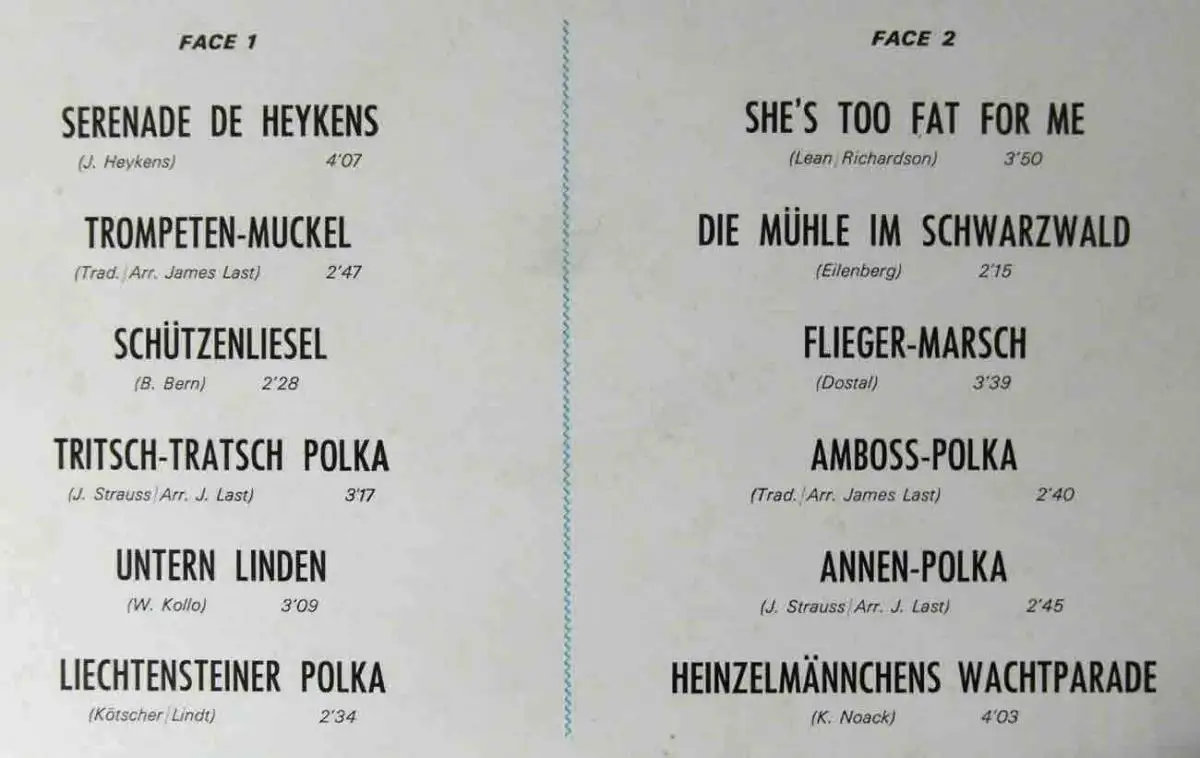 FACE 1
SERENADE DE HEYKENS
(J. Heykens) 4'07
TROMPETEN-MUCKEL
(Trad./Arr. James Last) 2'47
SCHÜTZENLIESEL
(B. Bern) 2'28
TRITSCH-TRATSCH POLKA
(J. Strauss/Arr. J. Last) 3'17
UNTERN LINDEN
(W. Kollo) 3'09
LIECHTENSTEINER POLKA
(Kötscher/Lindt) 2'34
FACE 2
SHE'S TOO FAT FOR ME
(Lean/Richardson) 3'50
DIE MÜHLE IM SCHWARZWALD
(Eilenberg) 2'15
FLIEGER-MARSCH
(Dostal) 3'39
AMBOSS-POLKA
(Trad./Arr. James Last) 2'40
ANNEN-POLKA
(J. Strauss/Arr. J. Last) 2'45
HEINZELMÄNNCHENS WACHTPARADE
(K. Noack) 4'03